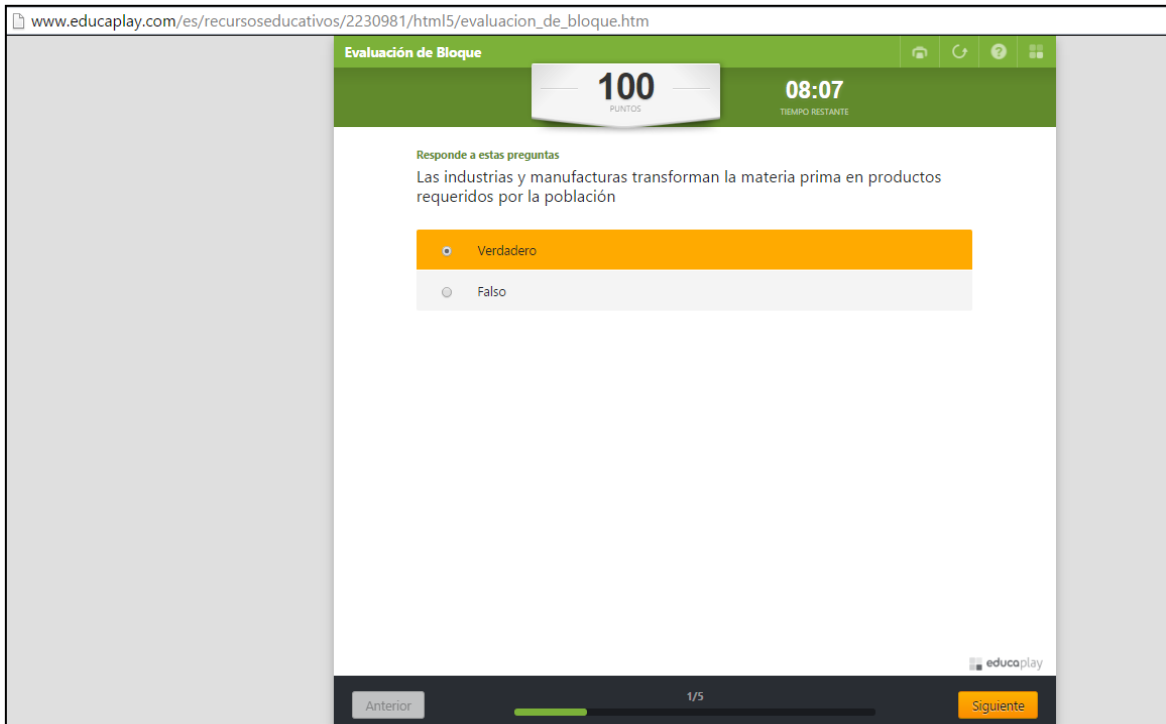 www.educaplay.com/es/recursoseducativos/2230981/html5/evaluacion_de_bloque.htm
Evaluación de Bloque
?
100
PUNTOS
08:07
TIEMPO RESTANTE
Responde a estas preguntas
Las industrias y manufacturas transforman la materia prima en productos
requeridos por la población
Verdadero
Falso
educaplay
Anterior
1/5
Siguiente